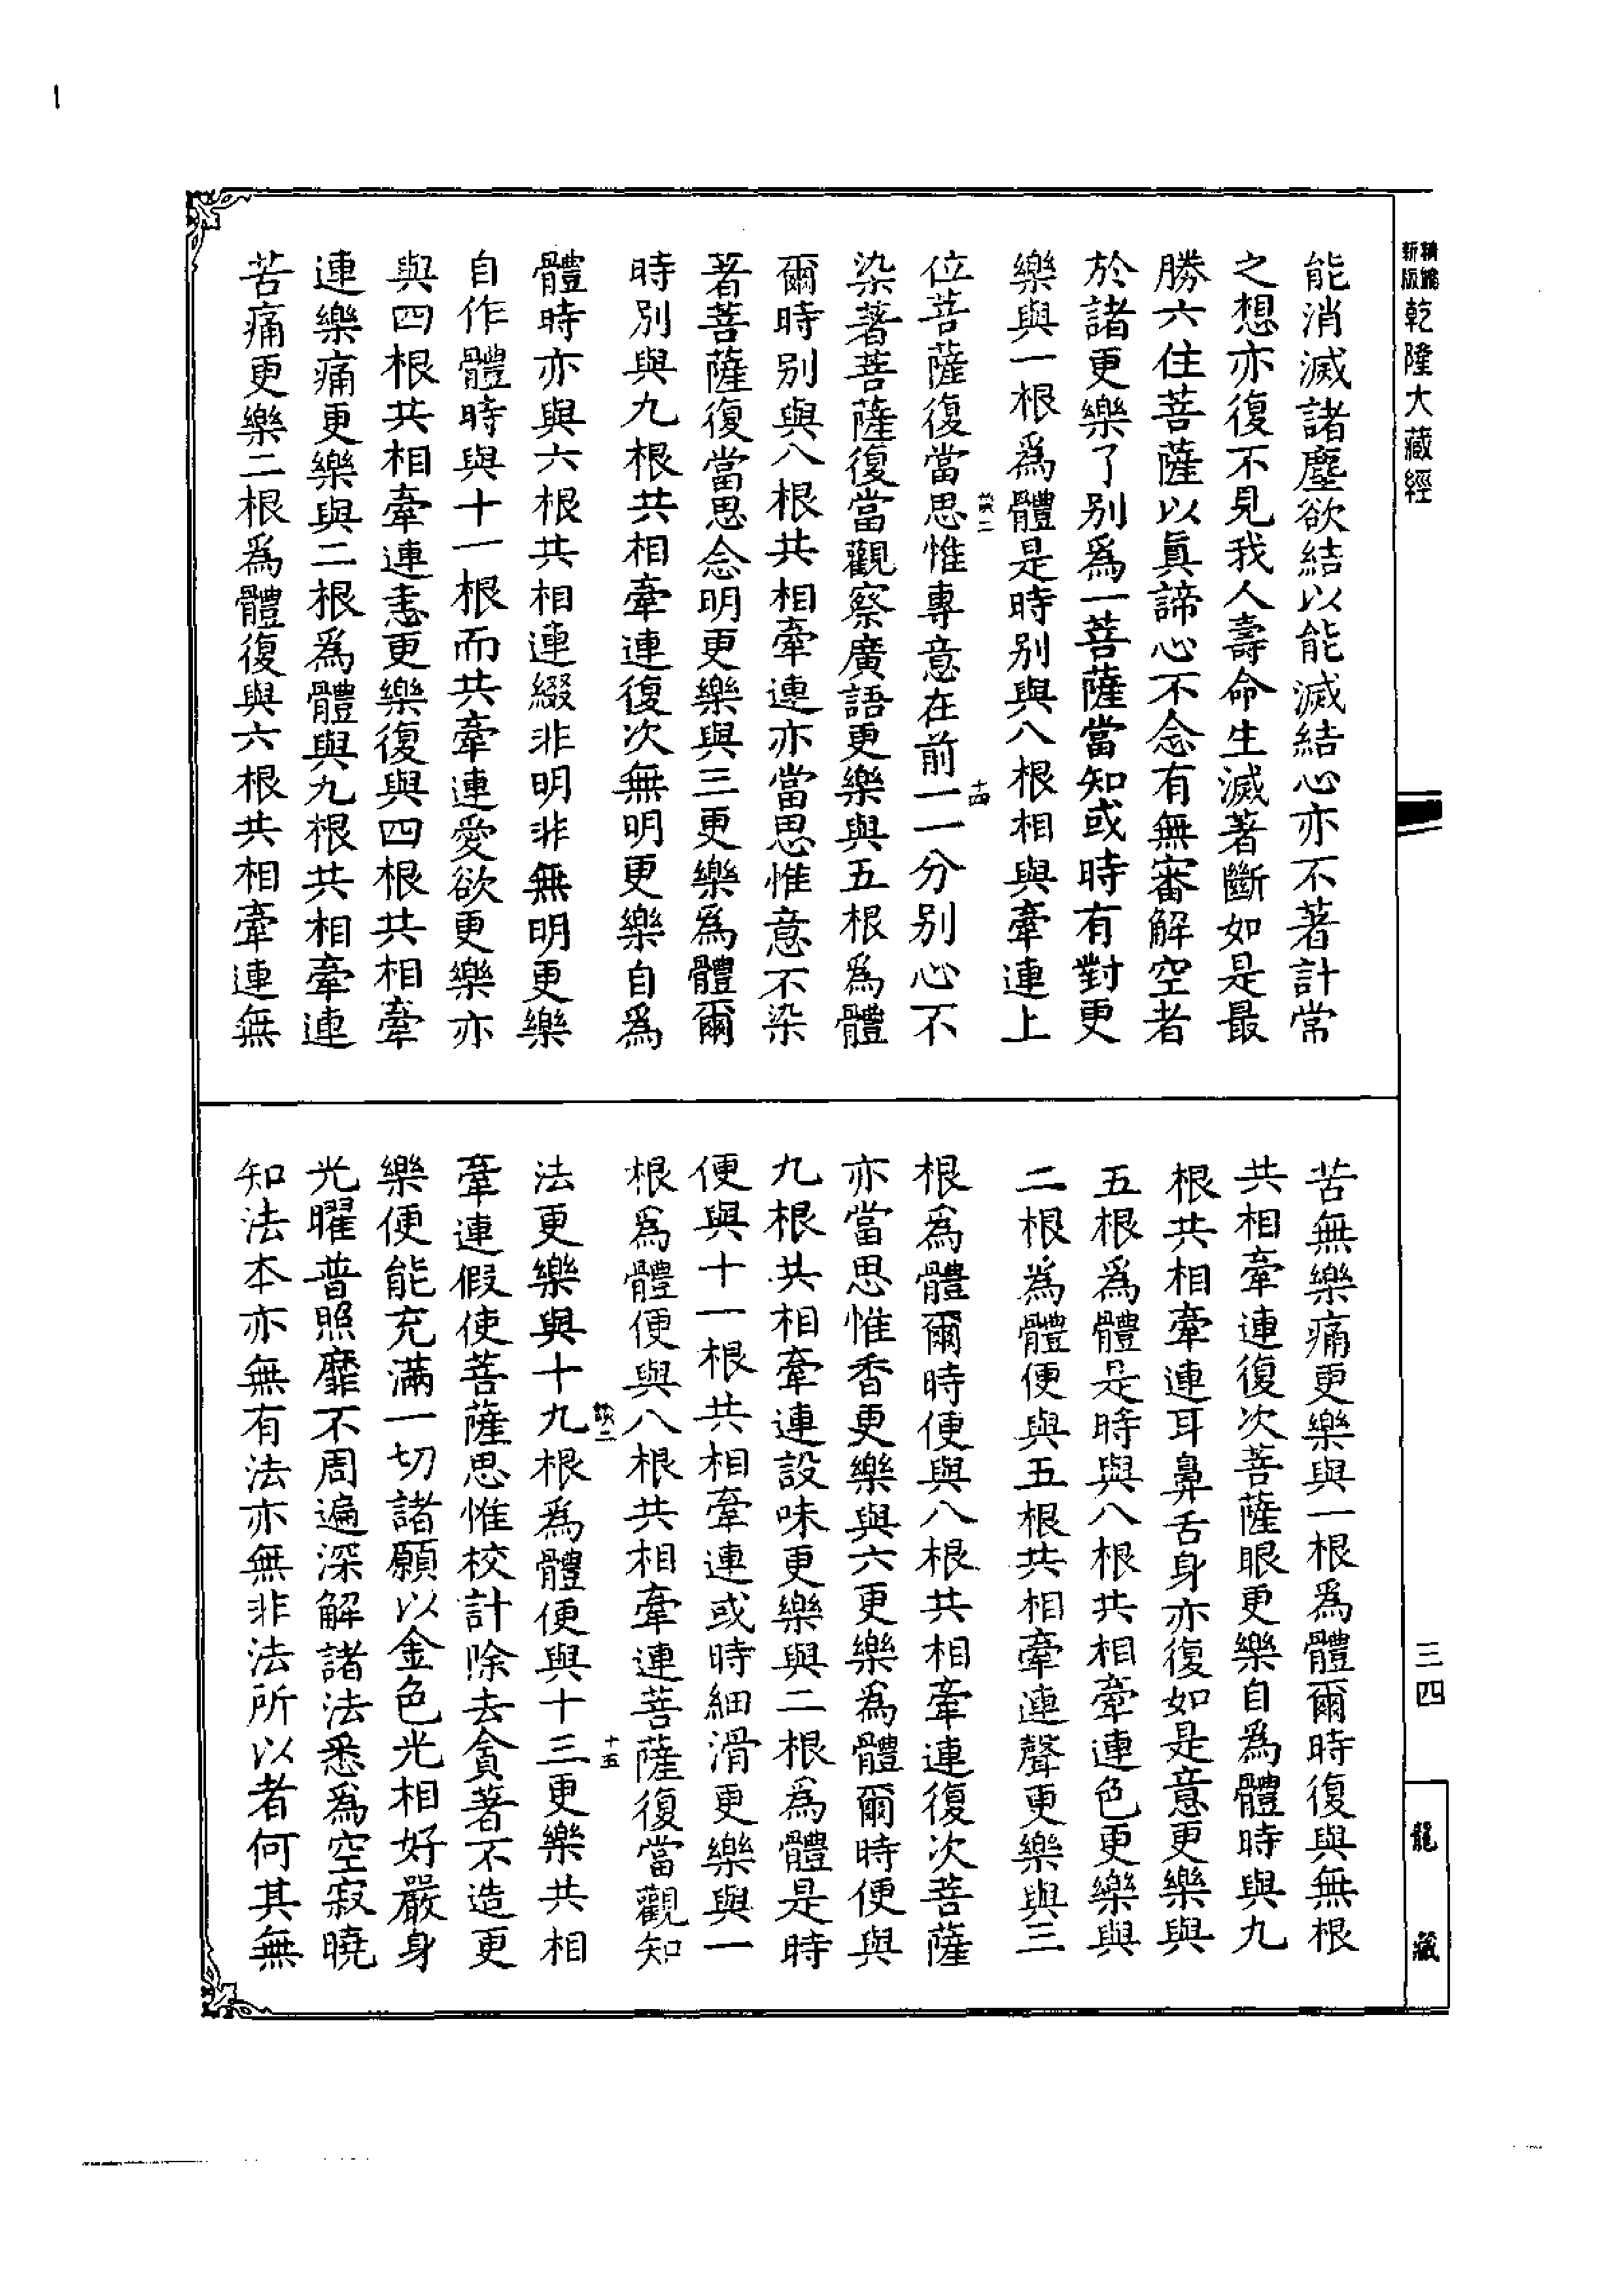 精編
新版
乾隆大藏經
能消滅諸塵欲結以能滅結心亦不著計常
之想亦復不見我人壽命生滅著斷如是最
勝六住菩薩以眞諦心不念有無審解空者
於諸更樂了別爲一菩薩當知或時有對更
樂與一根爲體是時别與八根相與牽連上
位菩薩復當思惟專意在前一一分别心不
十四
染著菩薩復當觀察廣語更樂與五根爲體
爾時别與八根共相牽連亦當思惟意不染
著菩薩復當思念明更樂與三更樂爲體爾
時別與九根共相牽連復次無明更樂自爲
體時亦與六根共相連綴非明非無明更樂
自作體時與十一根而共牽連愛欲更樂亦
與四根共相牽連恚更樂復與四根共相牽
連樂痛更樂與二根爲體與九根共相牽連
苦痛更樂二根爲體復與六根共相牽連無
苦無樂痛更樂與一根爲體爾時復與無根
共相牽連復次菩薩眼更樂自爲體時與九
根共相牽連耳鼻舌身亦復如是意更樂與
五根爲體是時與八根共相牽連色更樂與
二根爲體便與五根共相牽連聲更樂與三
根爲體爾時便與八根共相牽連復次菩薩
亦當思惟香更樂與六更樂爲體爾時便與
九根共相牽連設味更樂與二根爲體是時
便與十一根共相牽連或時細滑更樂與一
根爲體便與八根共相牽連菩薩復當觀知
十五
法更樂與十九根爲體便與十三更樂共相
牽連假使菩薩思惟校計除去貪著不造更
樂便能充滿一切諸願以金色光相好嚴身
光曜普照靡不周遍深解諸法悉爲空寂曉
知法本亦無有法亦無非法所以者何其無
三四
龍藏